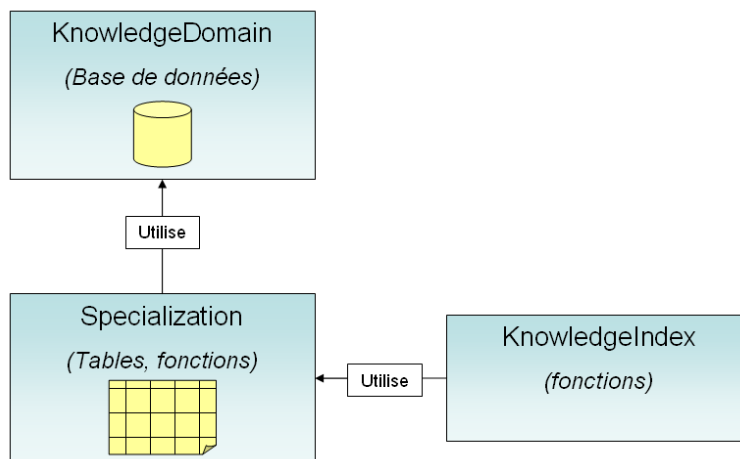 KnowledgeDomain
(Base de données)
Utilise
Specialization
(Tables, fonctions)
Utilise
KnowledgeIndex
(fonctions)